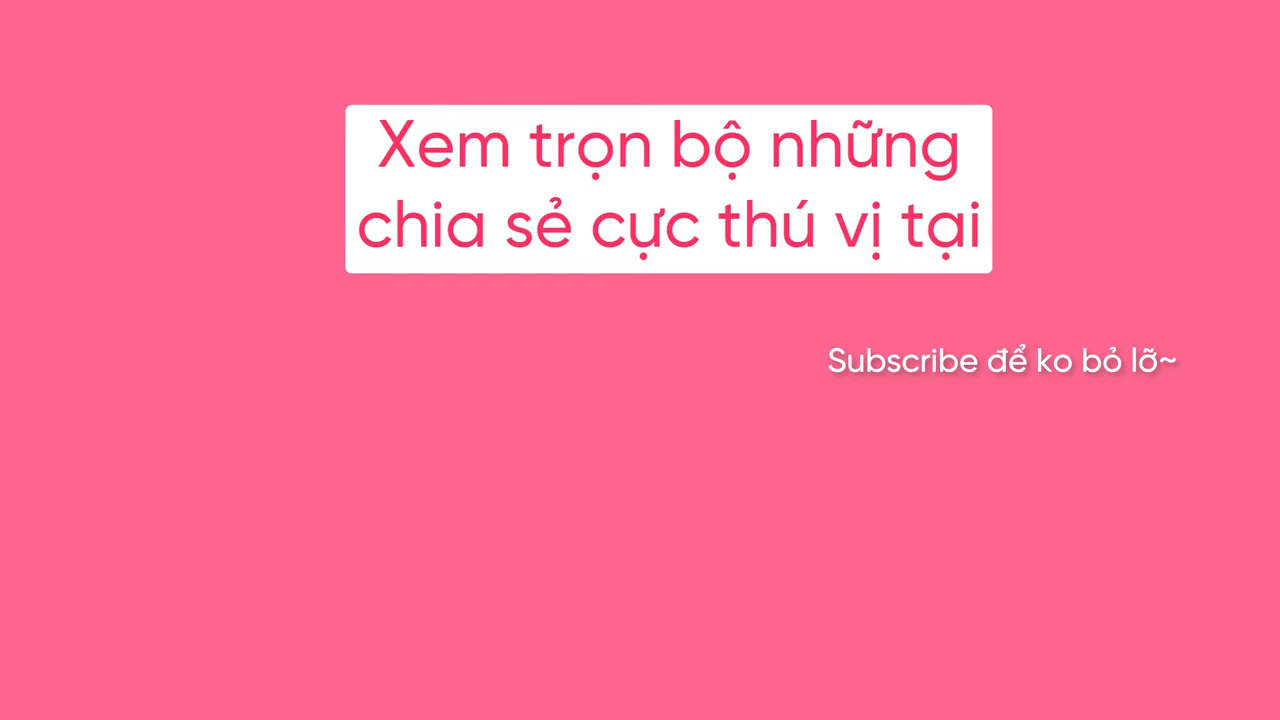 Xem trọn bộ những
chia sẻ cực thú vị tại
Subscribe để ko bỏ lỡ~